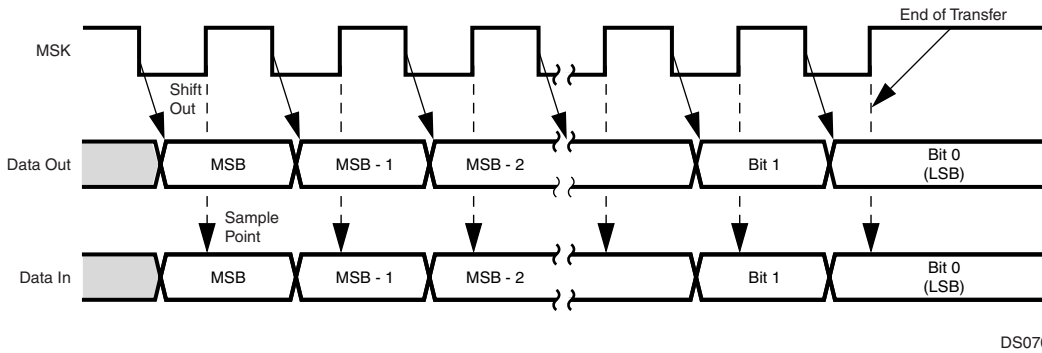 End of Transfer
MSK
Shift
Out
Data Out
MSB
MSB - 1
MSB - 2
Bit 1
Bit 0
(LSB)
Sample
Point
Data In
MSB
MSB - 1
MSB - 2
Bit 1
Bit 0
(LSB)
DS070